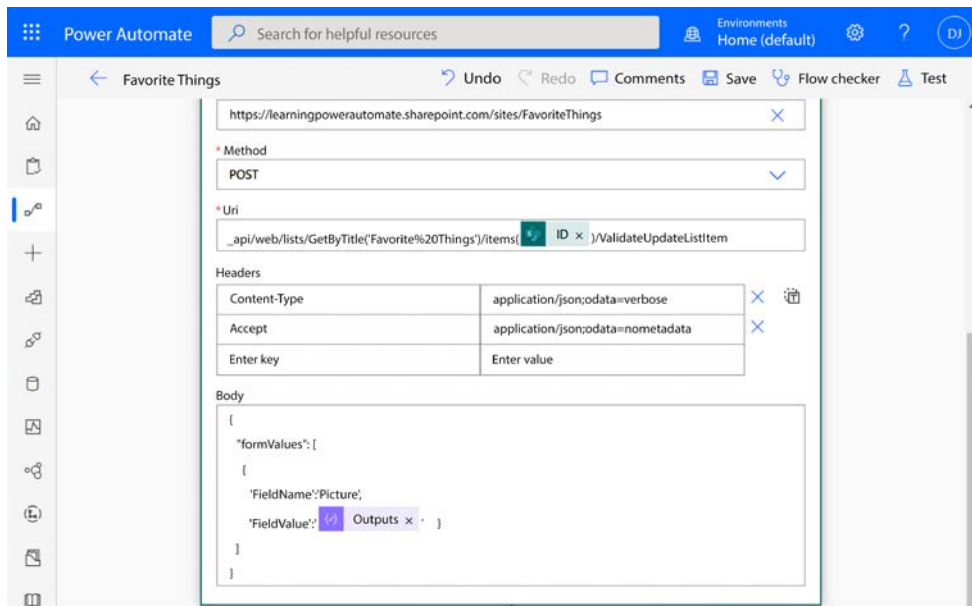 Power Automate
Search for helpful resources
Environments
Home (default)
?
DJ
Favorite Things
Undo
Redo
Comments
Save
Flow checker
Test
https://learningpowerautomate.sharepoint.com/sites/FavoriteThings
* Method
POST
* Uri
_api/web/lists/GetByTitle('Favorite%20Things')/items( ID × )/ValidateUpdateListItem
Headers
Content-Type application/json;odata=verbose
Accept application/json;odata=nometadata
Enter key Enter value
Body
{
"formValues": [
{
'FieldName':'Picture',
'FieldValue':' Outputs × ' }
]
}